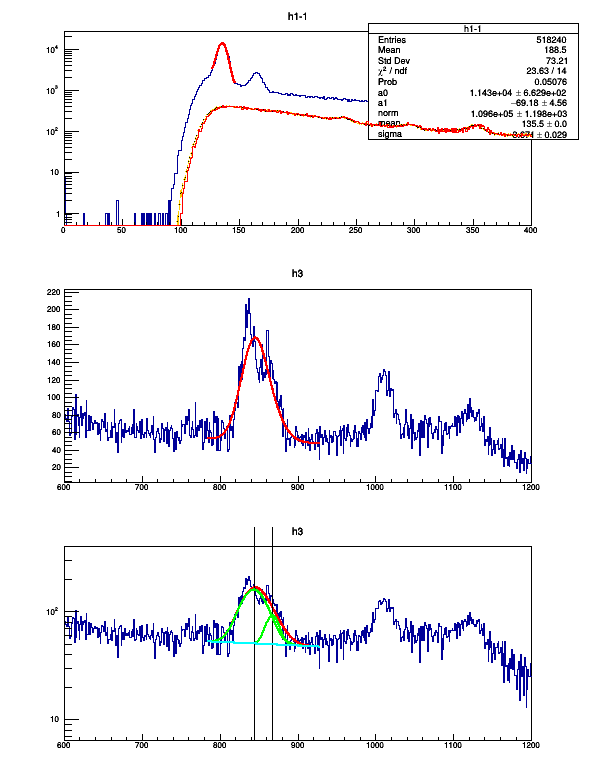 h1-1
h1-1
Entries 518240
Mean 188.5
Std Dev 73.21
χ² / ndf 23.63 / 14
Prob 0.05076
a0 1.143e+04 ± 6.629e+02
a1 −69.18 ± 4.56
norm 1.096e+05 ± 1.198e+03
mean 135.5 ± 0.0
sigma ± 0.029
10⁴
10³
10²
10
1
0 50 100 150 200 250 300 350 400
h3
220
200
180
160
140
120
100
80
60
40
20
600 700 800 900 1000 1100 1200
h3
10²
10
600 700 800 900 1000 1100 1200